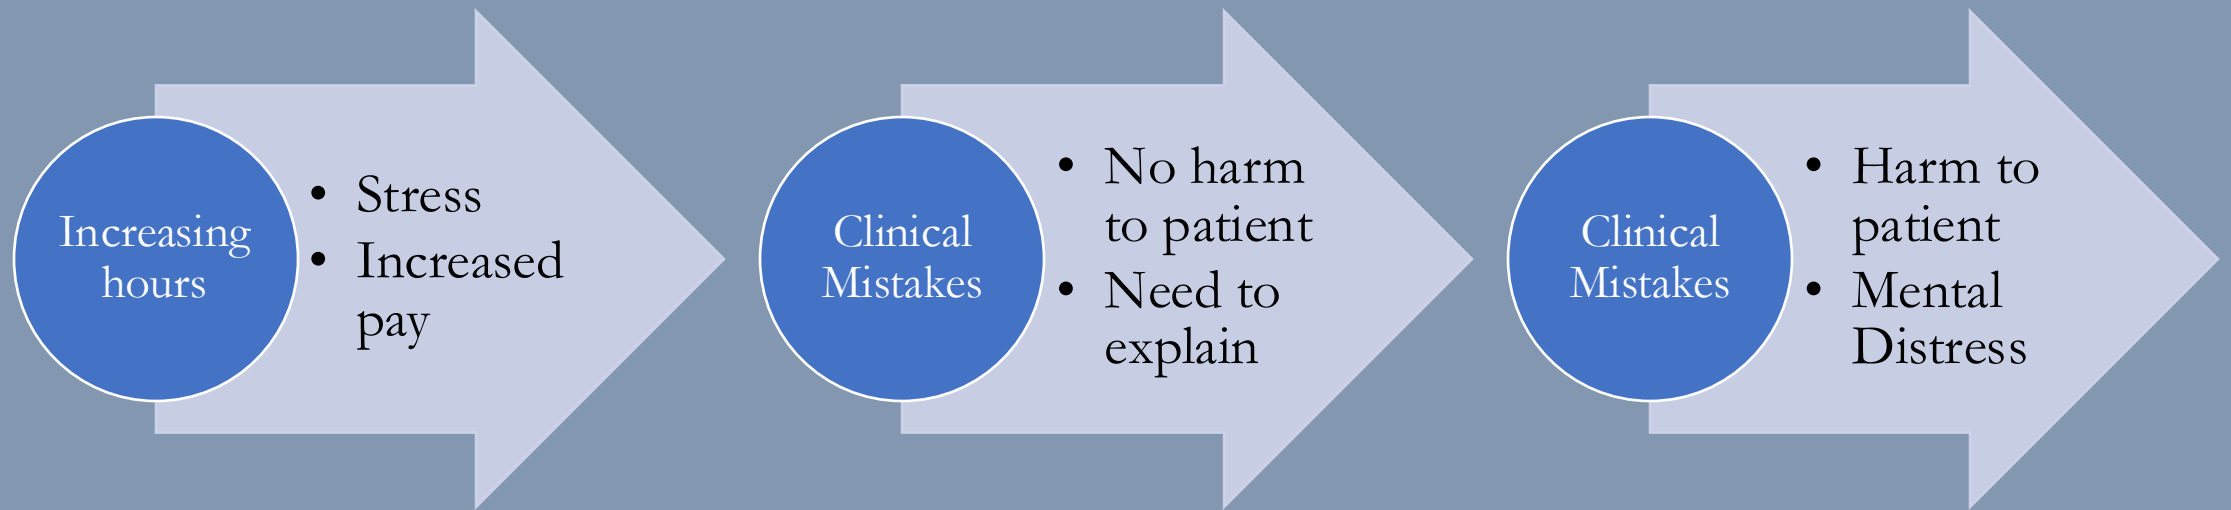 Increasing
hours
• Stress
• Increased
pay
Clinical
Mistakes
• No harm
to patient
• Need to
explain
Clinical
Mistakes
• Harm to
patient
• Mental
Distress